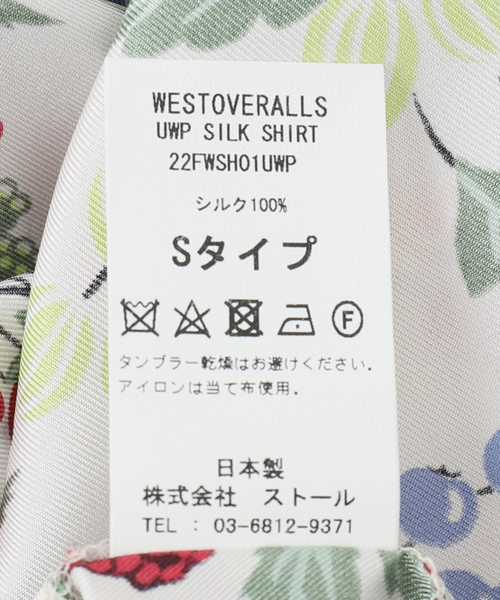 WESTOVERALLS
UWP SILK SHIRT
22FWSH01UWP
シルク100%
Sタイプ
F
タンブラー乾燥はお避けください。
アイロンは当て布使用。
日本製
株式会社 ストール
TEL : 03-6812-9371